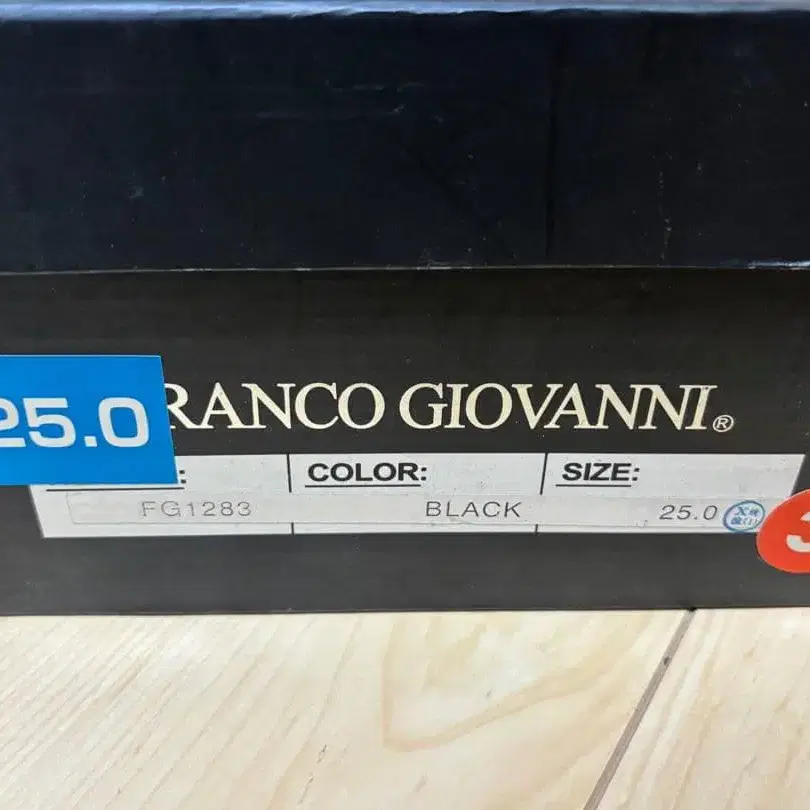 25.0
RANCO GIOVANNI®
: COLOR: SIZE:
FG1283 BLACK 25.0